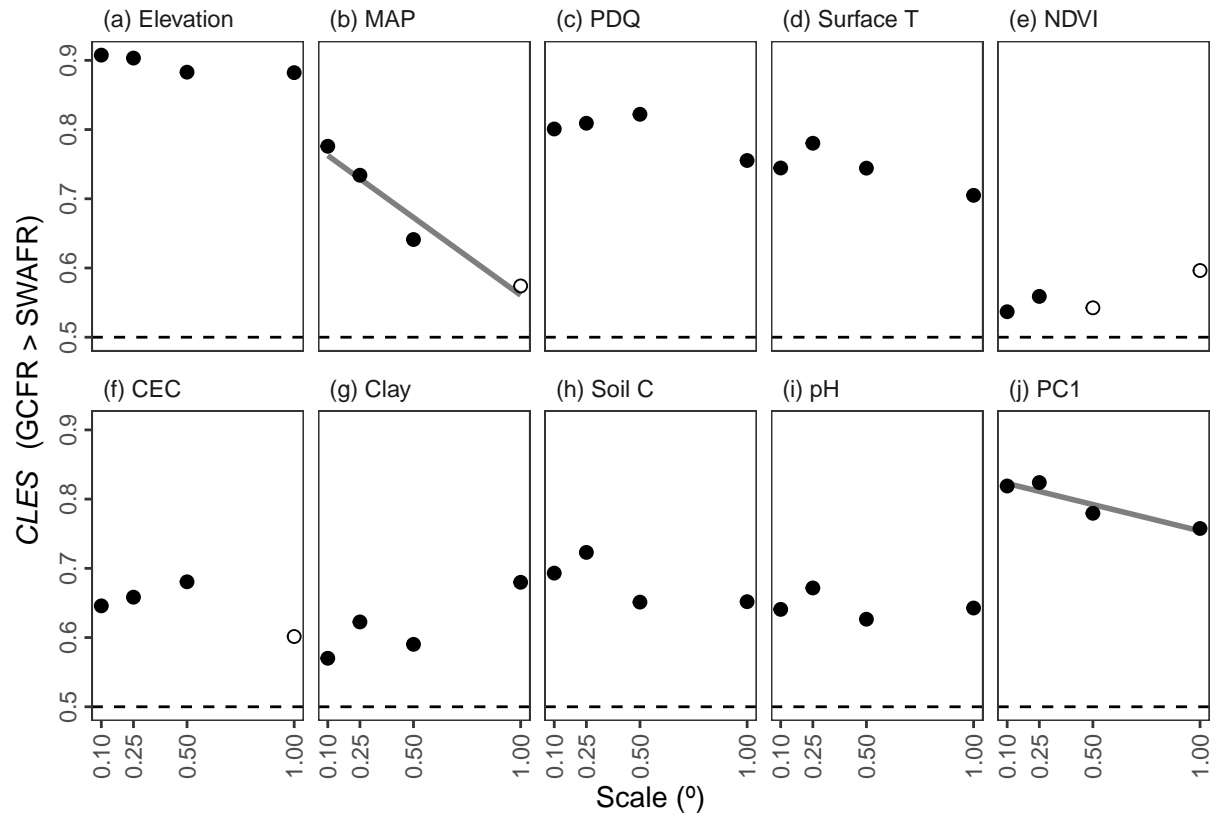 (a) Elevation
(b) MAP
(c) PDQ
(d) Surface T
(e) NDVI
0.9
0.8
0.7
0.6
0.5
(f) CEC
(g) Clay
(h) Soil C
(i) pH
(j) PC1
0.9
0.8
0.7
0.6
0.5
CLES (GCFR > SWAFR)
0.10 0.25 0.50 1.00
0.10 0.25 0.50 1.00
0.10 0.25 0.50 1.00
0.10 0.25 0.50 1.00
0.10 0.25 0.50 1.00
Scale (º)